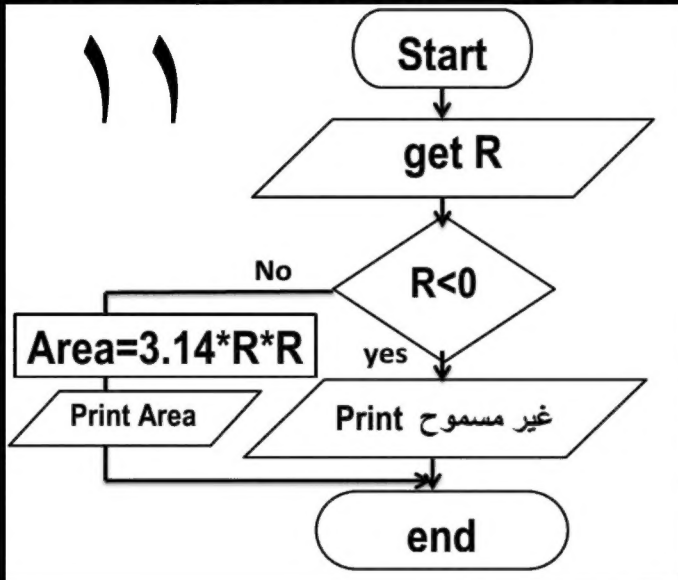 ١١
Start
get R
R<0
No
Area=3.14*R*R
Print Area
yes
Print غير مسموح
end